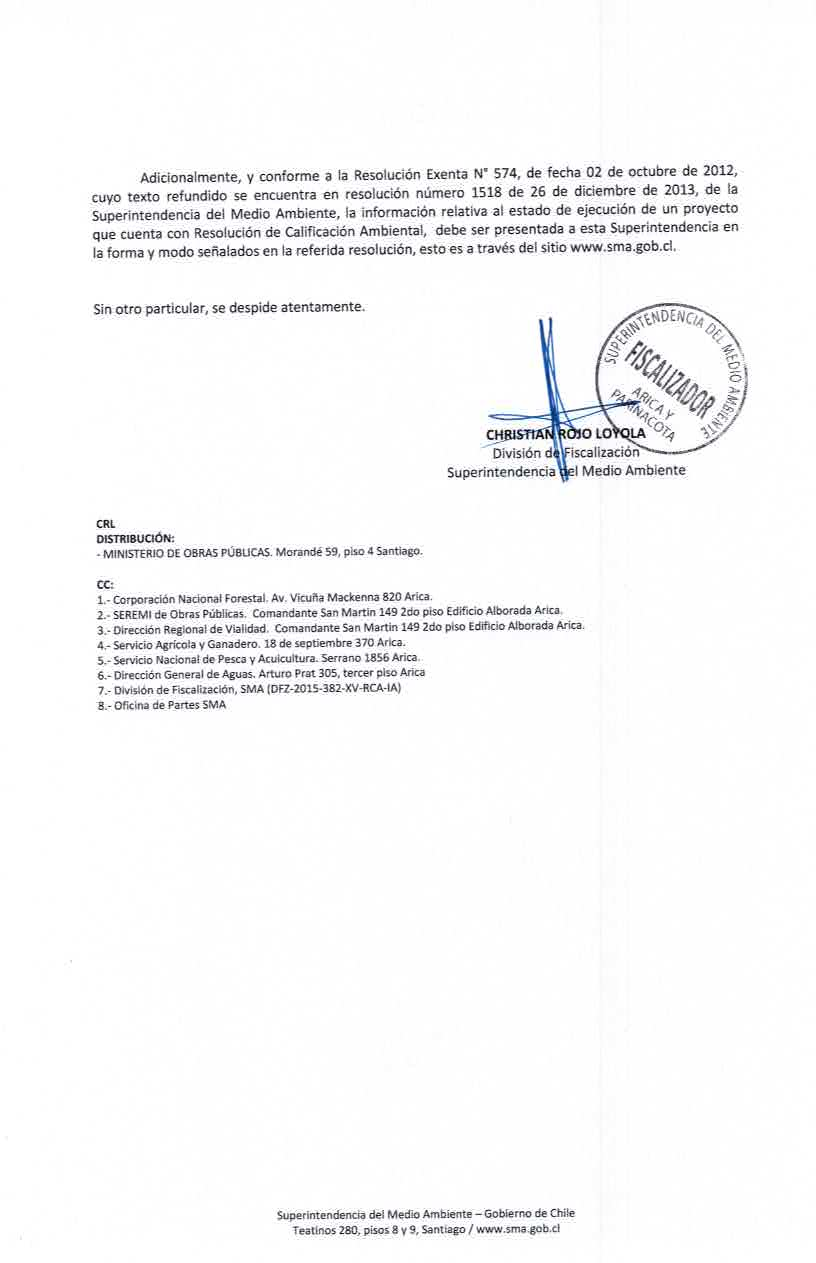 Adicionalmente, y conforme a la Resolución Exenta N° 574, de fecha 02 de octubre de 2012,
cuyo texto refundido se encuentra en resolución número 1518 de 26 de diciembre de 2013, de la
Superintendencia del Medio Ambiente, la información relativa al estado de ejecución de un proyecto
que cuenta con Resolución de Calificación Ambiental, debe ser presentada a esta Superintendencia en
la forma y modo señalados en la referida resolución, esto es a través del sitio www.sma.gob.cl.
Sin otro particular, se despide atentamente.
SUPERINTENDENCIA DEL MEDIO AMBIENTE
FISCALIZADOR
ARICA Y
PARINACOTA
CHRISTIAN ROJO LOYOLA
División de Fiscalización
Superintendencia del Medio Ambiente
CRL
DISTRIBUCIÓN:
- MINISTERIO DE OBRAS PÚBLICAS. Morandé 59, piso 4 Santiago.
CC:
1.- Corporación Nacional Forestal. Av. Vicuña Mackenna 820 Arica.
2.- SEREMI de Obras Públicas. Comandante San Martin 149 2do piso Edificio Alborada Arica.
3.- Dirección Regional de Vialidad. Comandante San Martin 149 2do piso Edificio Alborada Arica.
4.- Servicio Agrícola y Ganadero. 18 de septiembre 370 Arica.
5.- Servicio Nacional de Pesca y Acuicultura. Serrano 1856 Arica.
6.- Dirección General de Aguas. Arturo Prat 305, tercer piso Arica
7.- División de Fiscalización, SMA (DFZ-2015-382-XV-RCA-IA)
8.- Oficina de Partes SMA
Superintendencia del Medio Ambiente – Gobierno de Chile
Teatinos 280, pisos 8 y 9, Santiago / www.sma.gob.cl